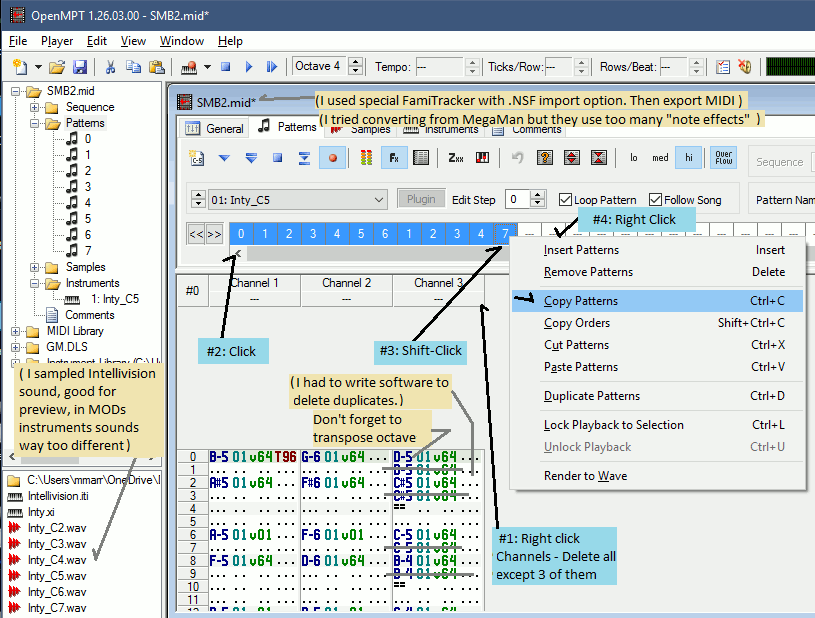 OpenMPT 1.26.03.00 - SMB2.mid*
File Player Edit View Window Help
Octave 4 Tempo: --- Ticks/Row: --- Rows/Beat: ---
SMB2.mid
Sequence
Patterns
0
1
2
3
4
5
6
7
Samples
Instruments
1: Inty_C5
Comments
MIDI Library
GM.DLS
( I sampled Intellivision
sound, good for
preview, in MODs
instruments sounds
way too different )
C:\Users\mmarr\OneDrive\
Intellivision.iti
Inty.xi
Inty_C2.wav
Inty_C3.wav
Inty_C4.wav
Inty_C5.wav
Inty_C6.wav
Inty_C7.wav
SMB2.mid*
(I used special FamiTracker with .NSF import option. Then export MIDI )
(I tried converting from MegaMan but they use too many "note effects" )
General Patterns Samples Instruments Comments
Fx Zxx lo med hi Over Flow Sequence
01: Inty_C5 Plugin Edit Step 0 Loop Pattern Follow Song Pattern Nam
#4: Right Click
<< >> 0 1 2 3 4 5 6 1 2 3 4 7 --- --- ---
#0 Channel 1 Channel 2 Channel 3
--- --- ---
#2: Click
#3: Shift-Click
Insert Patterns Insert
Remove Patterns Delete
Copy Patterns Ctrl+C
Copy Orders Shift+Ctrl+C
Cut Patterns Ctrl+X
Paste Patterns Ctrl+V
Duplicate Patterns Ctrl+D
Lock Playback to Selection Ctrl+L
Unlock Playback Ctrl+U
Render to Wave
( I had to write software to
delete duplicates. )
Don't forget to
transpose octave
0 B-5 01 v64 T96 G-6 01 v64 ... D-5 01 v64 ...
1 D-5 01 v64
2 A#5 01 v64 F#6 01 v64 C#5 01 v64
3 C#5 01 v64
4 ==
5
6 A-5 01 v01 F-6 01 v01 C-5 01 v64
7 C-5 01 v64
8 F-5 01 v64 D-6 01 v64 B-4 01 v64
9 B-4 01 v64
10 ==
11
#1: Right click
Channels - Delete all
except 3 of them